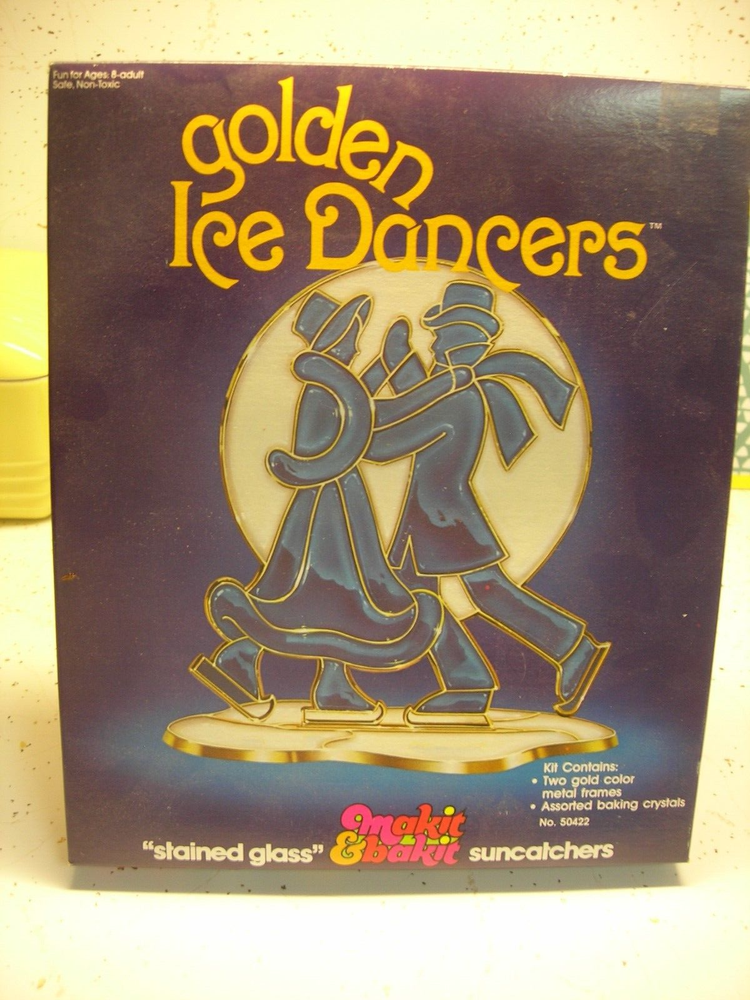 Fun for Ages: 8-adult
Safe, Non-Toxic
golden
Ice Dancers™
Kit Contains:
• Two gold color
metal frames
• Assorted baking crystals
No. 50422
"stained glass" makit & bakit suncatchers